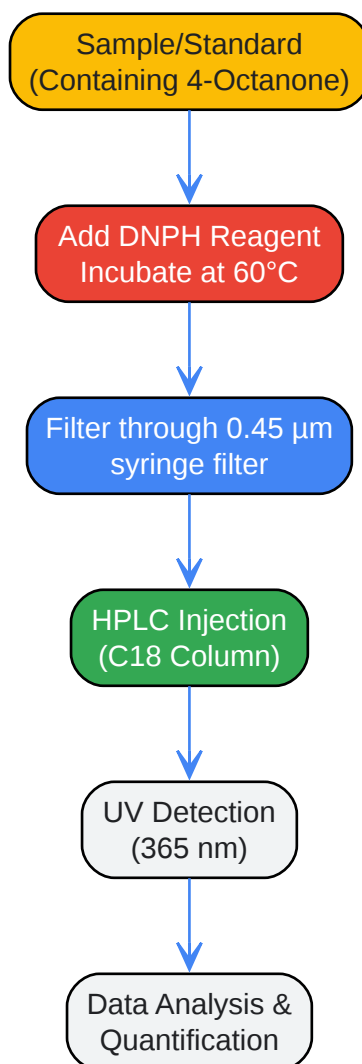 Sample/Standard
(Containing 4-Octanone)
Add DNPH Reagent
Incubate at 60°C
Filter through 0.45 µm
syringe filter
HPLC Injection
(C18 Column)
UV Detection
(365 nm)
Data Analysis &
Quantification